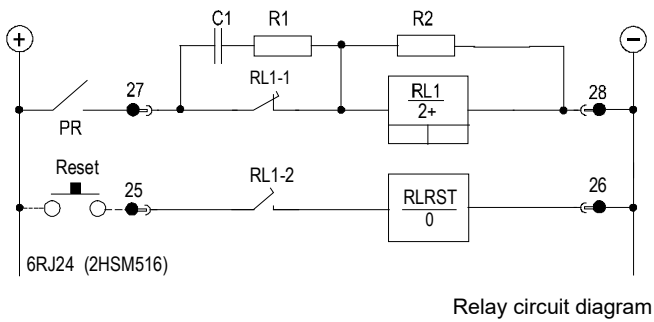 C1
R1
R2
+
−
27
RL1-1
RL1
2+
28
PR
Reset
25
RL1-2
RLRST
0
26
6RJ24 (2HSM516)
Relay circuit diagram